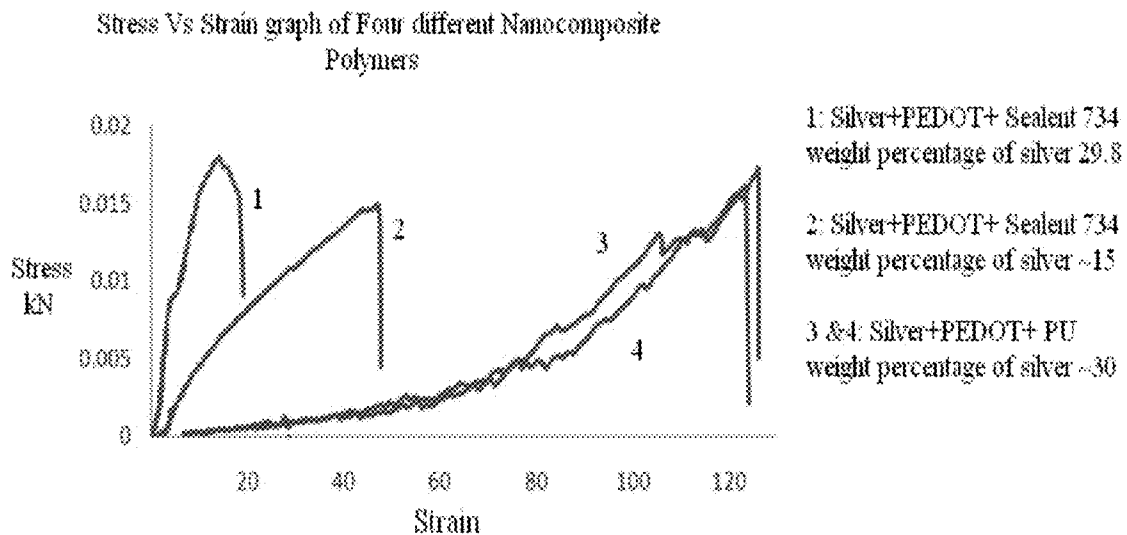 Stress Vs Strain graph of Four different Nanocomposite
Polymers
0.02
0.015
0.01
0.005
0
Stress
kN
20 40 60 80 100 120
Strain
1
2
3
4
1: Silver+PEDOT+ Sealent 734
weight percentage of silver 29.8
2: Silver+PEDOT+ Sealent 734
weight percentage of silver ~15
3 &4: Silver+PEDOT+ PU
weight percentage of silver ~30